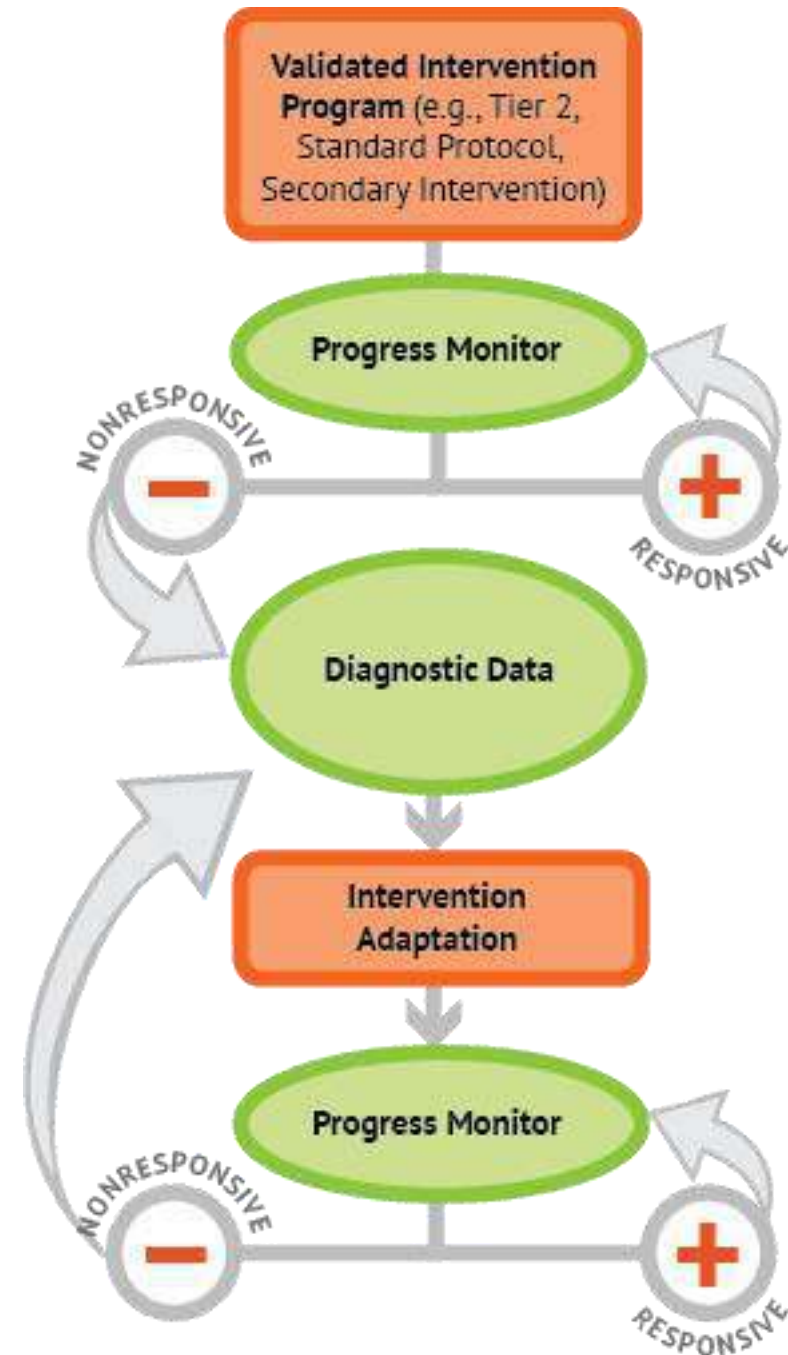 Validated Intervention
Program (e.g., Tier 2,
Standard Protocol,
Secondary Intervention)
Progress Monitor
NONRESPONSIVE
RESPONSIVE
Diagnostic Data
Intervention
Adaptation
Progress Monitor
NONRESPONSIVE
RESPONSIVE